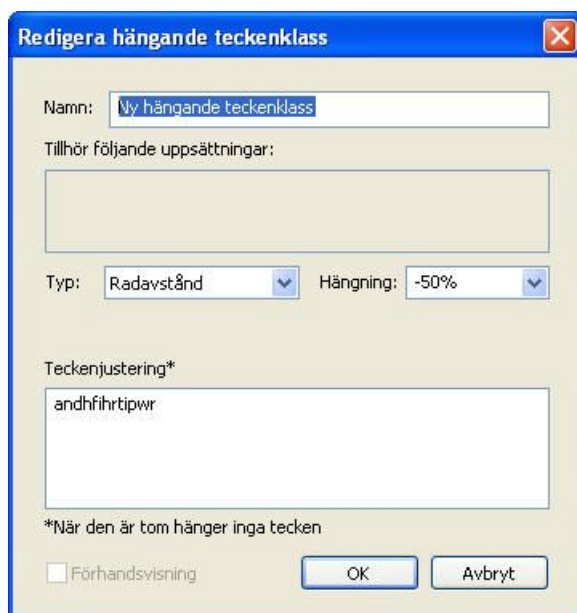 Redigera hängande teckenklass
Namn: Ny hängande teckenklass
Tillhör följande uppsättningar:
Typ: Radavstånd Hängning: -50%
Teckenjustering*
andhfihrtipwr
*När den är tom hänger inga tecken
Förhandsvisning OK Avbryt